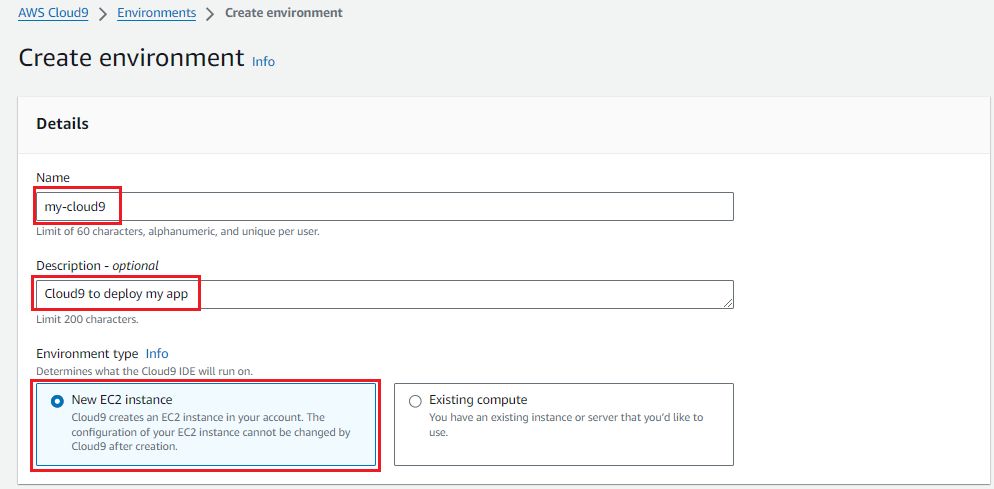 AWS Cloud9 > Environments > Create environment
Create environment Info
Details
Name
my-cloud9
Limit of 60 characters, alphanumeric, and unique per user.
Description - optional
Cloud9 to deploy my app
Limit 200 characters.
Environment type Info
Determines what the Cloud9 IDE will run on.
New EC2 instance
Cloud9 creates an EC2 instance in your account. The
configuration of your EC2 instance cannot be changed by
Cloud9 after creation.
Existing compute
You have an existing instance or server that you'd like to
use.